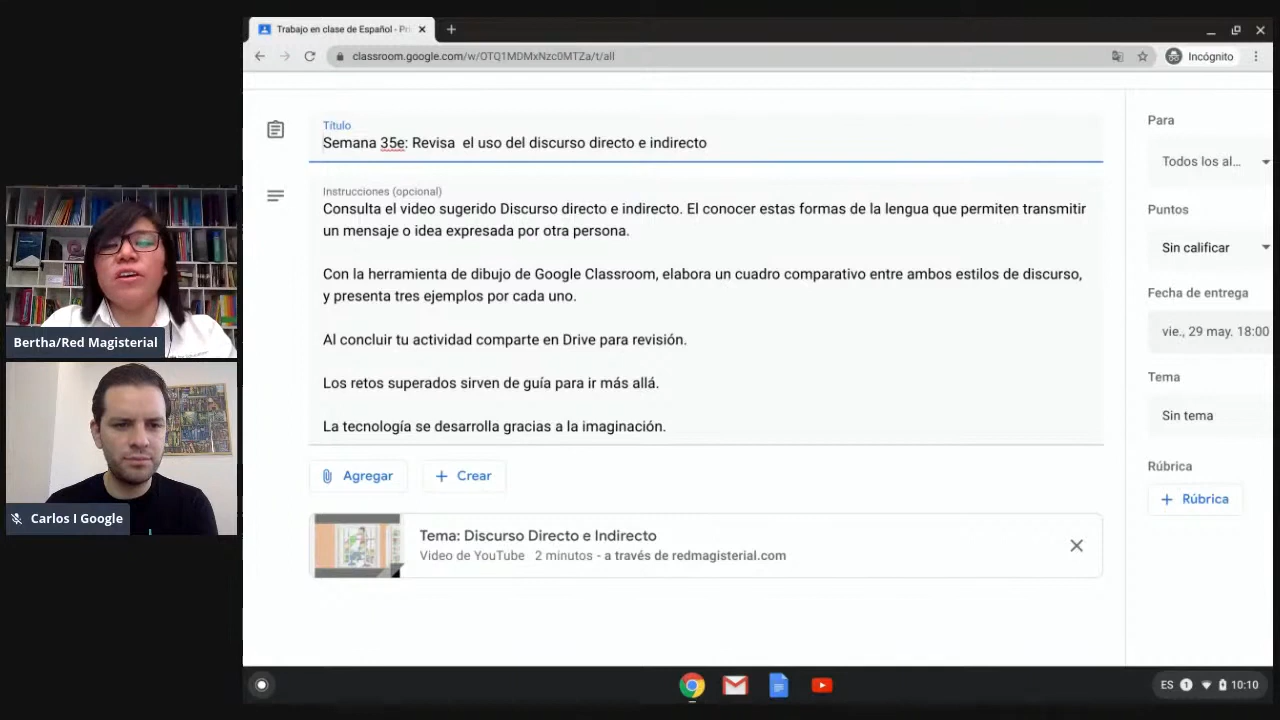 Trabajo en clase de Español - Pri
classroom.google.com/w/OTQ1MDMxNzc0MTZa/t/all
Incógnito
Título
Semana 35e: Revisa  el uso del discurso directo e indirecto
Instrucciones (opcional)
Consulta el video sugerido Discurso directo e indirecto. El conocer estas formas de la lengua que permiten transmitir
un mensaje o idea expresada por otra persona.
Con la herramienta de dibujo de Google Classroom, elabora un cuadro comparativo entre ambos estilos de discurso,
y presenta tres ejemplos por cada uno.
Al concluir tu actividad comparte en Drive para revisión.
Los retos superados sirven de guía para ir más allá.
La tecnología se desarrolla gracias a la imaginación.
Agregar
Crear
Tema: Discurso Directo e Indirecto
Video de YouTube 2 minutos - a través de redmagisterial.com
Para
Todos los al...
Puntos
Sin calificar
Fecha de entrega
vie., 29 may. 18:00
Tema
Sin tema
Rúbrica
Rúbrica
Bertha/Red Magisterial
Carlos I Google
ES 1 10:10